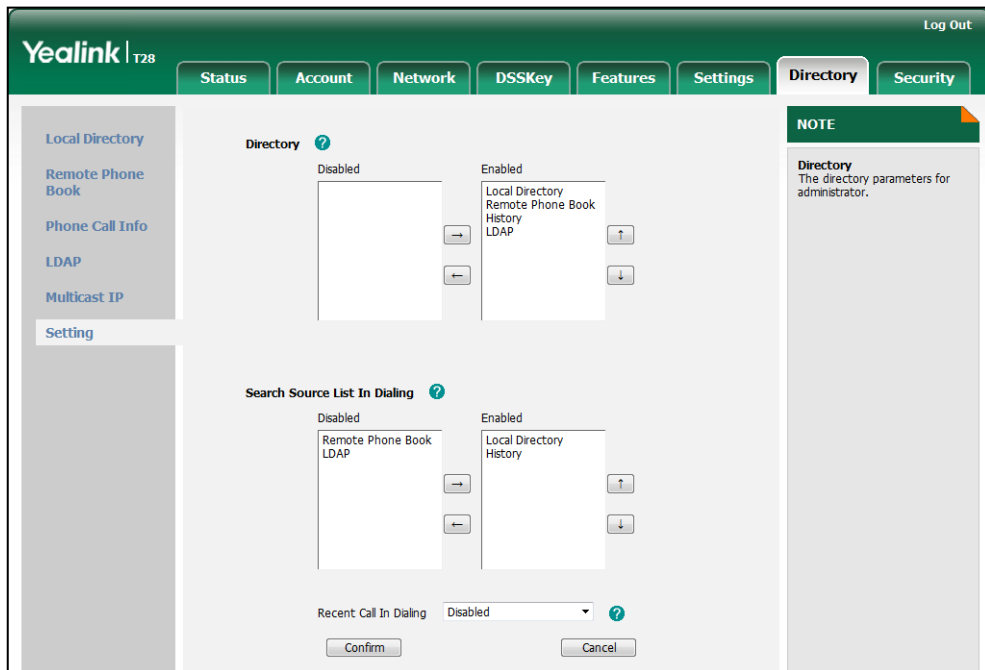 Log Out
Yealink T28
Status Account Network DSSKey Features Settings Directory Security
Local Directory
Remote Phone
Book
Phone Call Info
LDAP
Multicast IP
Setting
Directory ?
Disabled Enabled
Local Directory
Remote Phone Book
History
LDAP
→ ↑
← ↓
Search Source List In Dialing ?
Disabled Enabled
Remote Phone Book
LDAP
Local Directory
History
→ ↑
← ↓
Recent Call In Dialing Disabled ?
Confirm Cancel
NOTE
Directory
The directory parameters for
administrator.